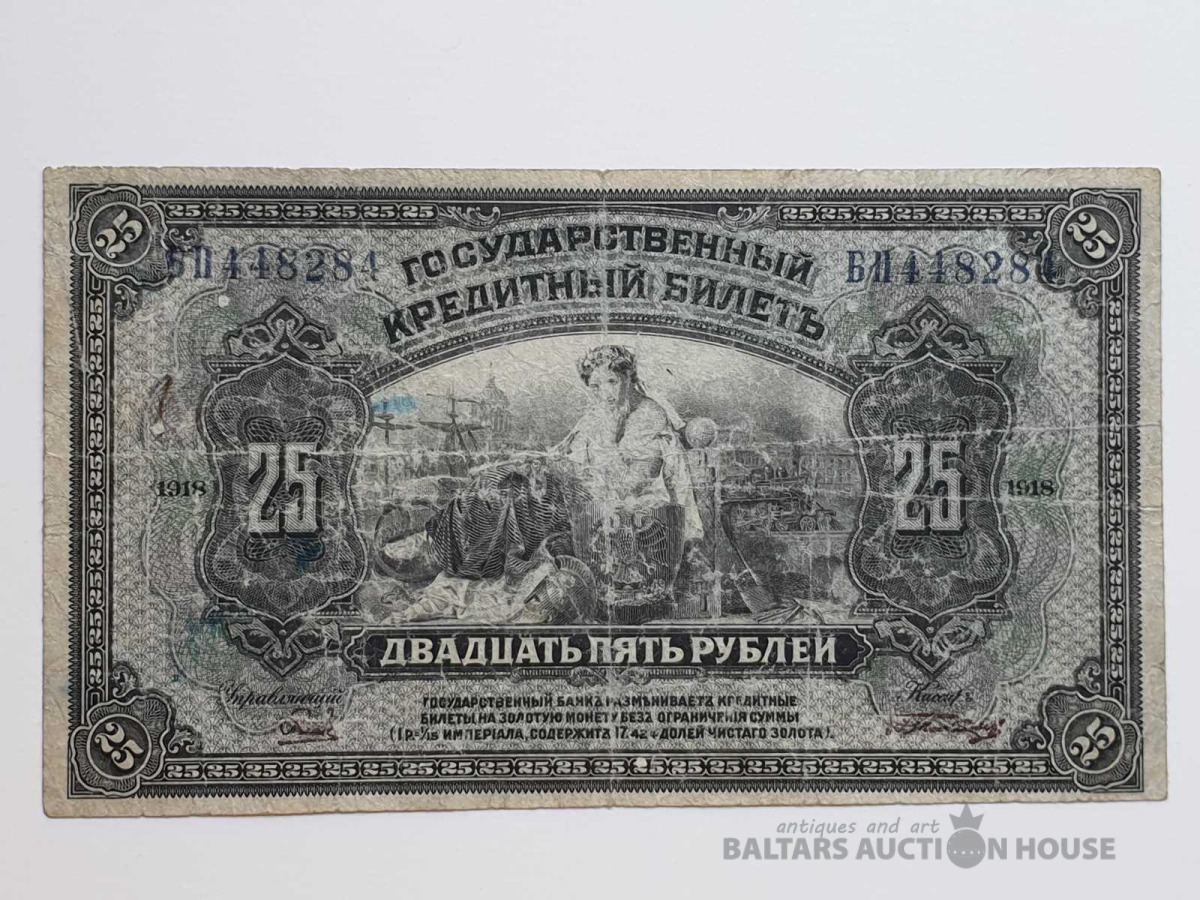 25 25
БП448284 БП448284
ГОСУДАРСТВЕННЫЙ
КРЕДИТНЫЙ БИЛЕТЪ
25 25
1918 1918
ДВАДЦАТЬ ПЯТЬ РУБЛЕЙ
Управляющий Кассиръ
ГОСУДАРСТВЕННЫЙ БАНКЪ РАЗМѢНИВАЕТЪ КРЕДИТНЫЕ
БИЛЕТЫ НА ЗОЛОТУЮ МОНЕТУ БЕЗЪ ОГРАНИЧЕНІЯ СУММЫ
(1 р.=1/15 ИМПЕРІАЛА, СОДЕРЖИТЪ 17,424 ДОЛЕЙ ЧИСТАГО ЗОЛОТА).
25 25
antiques and art
BALTARS AUCTION HOUSE